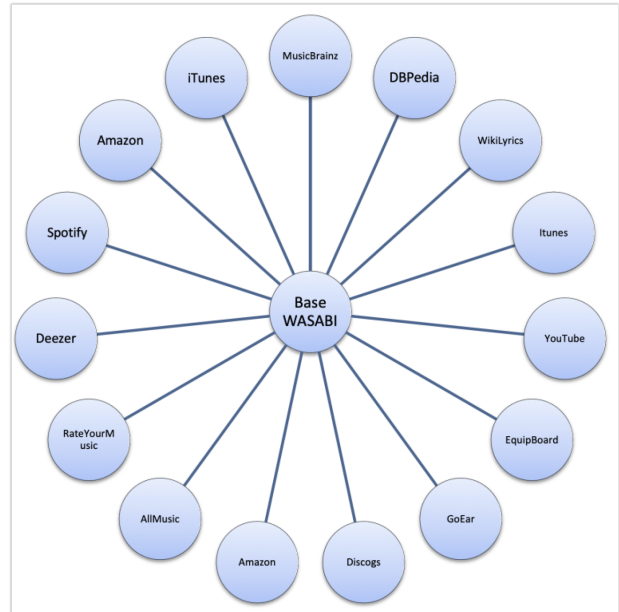 MusicBrainz
DBPedia
WikiLyrics
Itunes
YouTube
EquipBoard
GoEar
Discogs
Amazon
AllMusic
RateYourM
usic
Deezer
Spotify
Amazon
iTunes
Base
WASABI